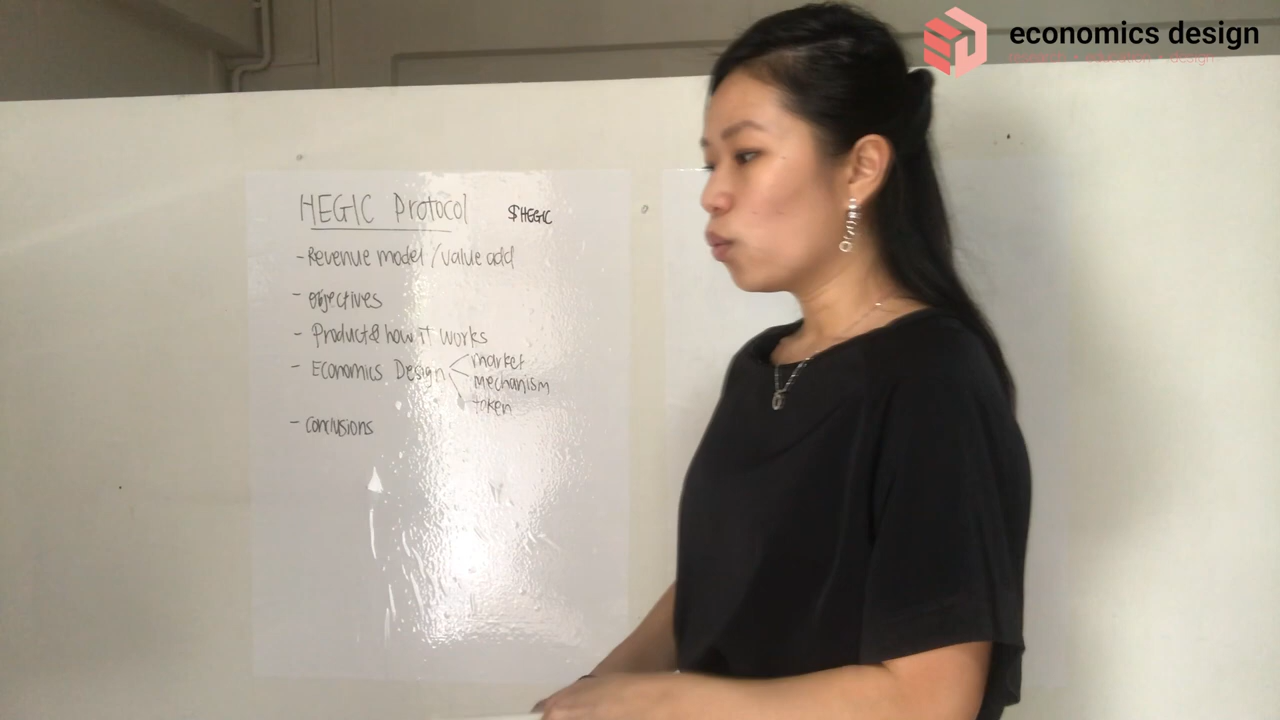 economics design
HEGIC Protocol $HEGIC
- Revenue model / value add
- objectives
- Product & how it works
- Economics Design
market
mechanism
token
- conclusions